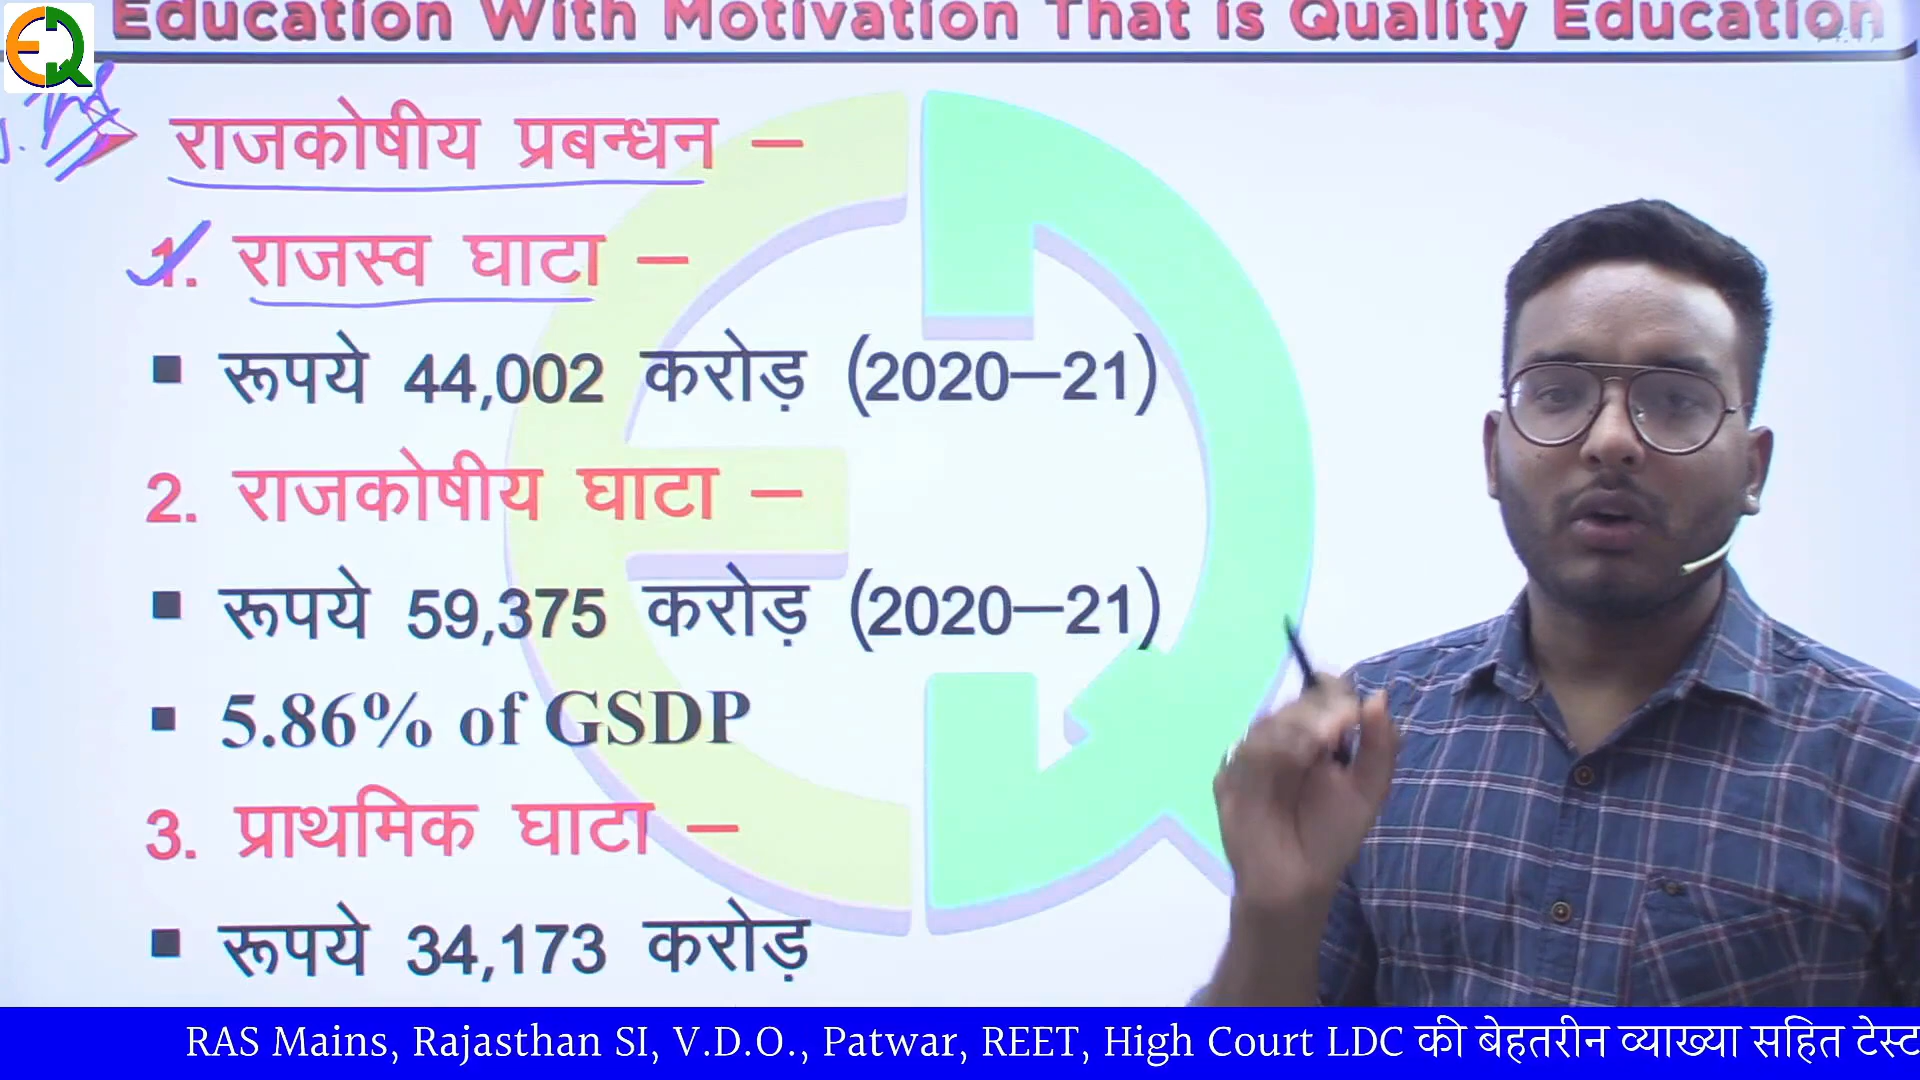 Education With Motivation That is Quality Education
राजकोषीय प्रबन्धन –
1. राजस्व घाटा –
▪ रूपये 44,002 करोड़ (2020–21)
2. राजकोषीय घाटा –
▪ रूपये 59,375 करोड़ (2020–21)
▪ 5.86% of GSDP
3. प्राथमिक घाटा –
▪ रूपये 34,173 करोड़
RAS Mains, Rajasthan SI, V.D.O., Patwar, REET, High Court LDC की बेहतरीन व्याख्या सहित टेस्ट